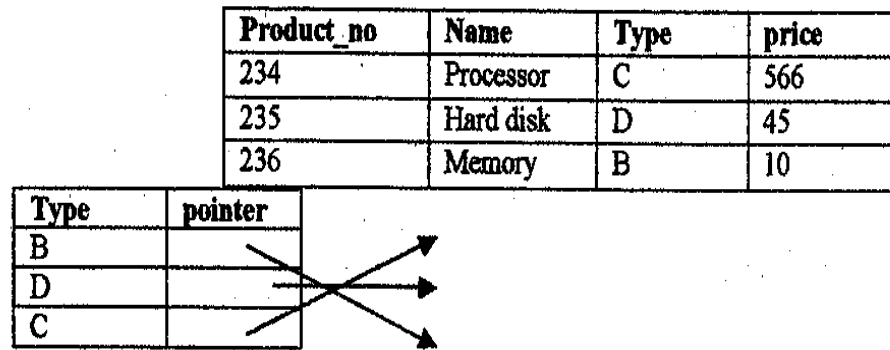 Product_no Name Type price
234 Processor C 566
235 Hard disk D 45
236 Memory B 10
Type pointer
B
D
C